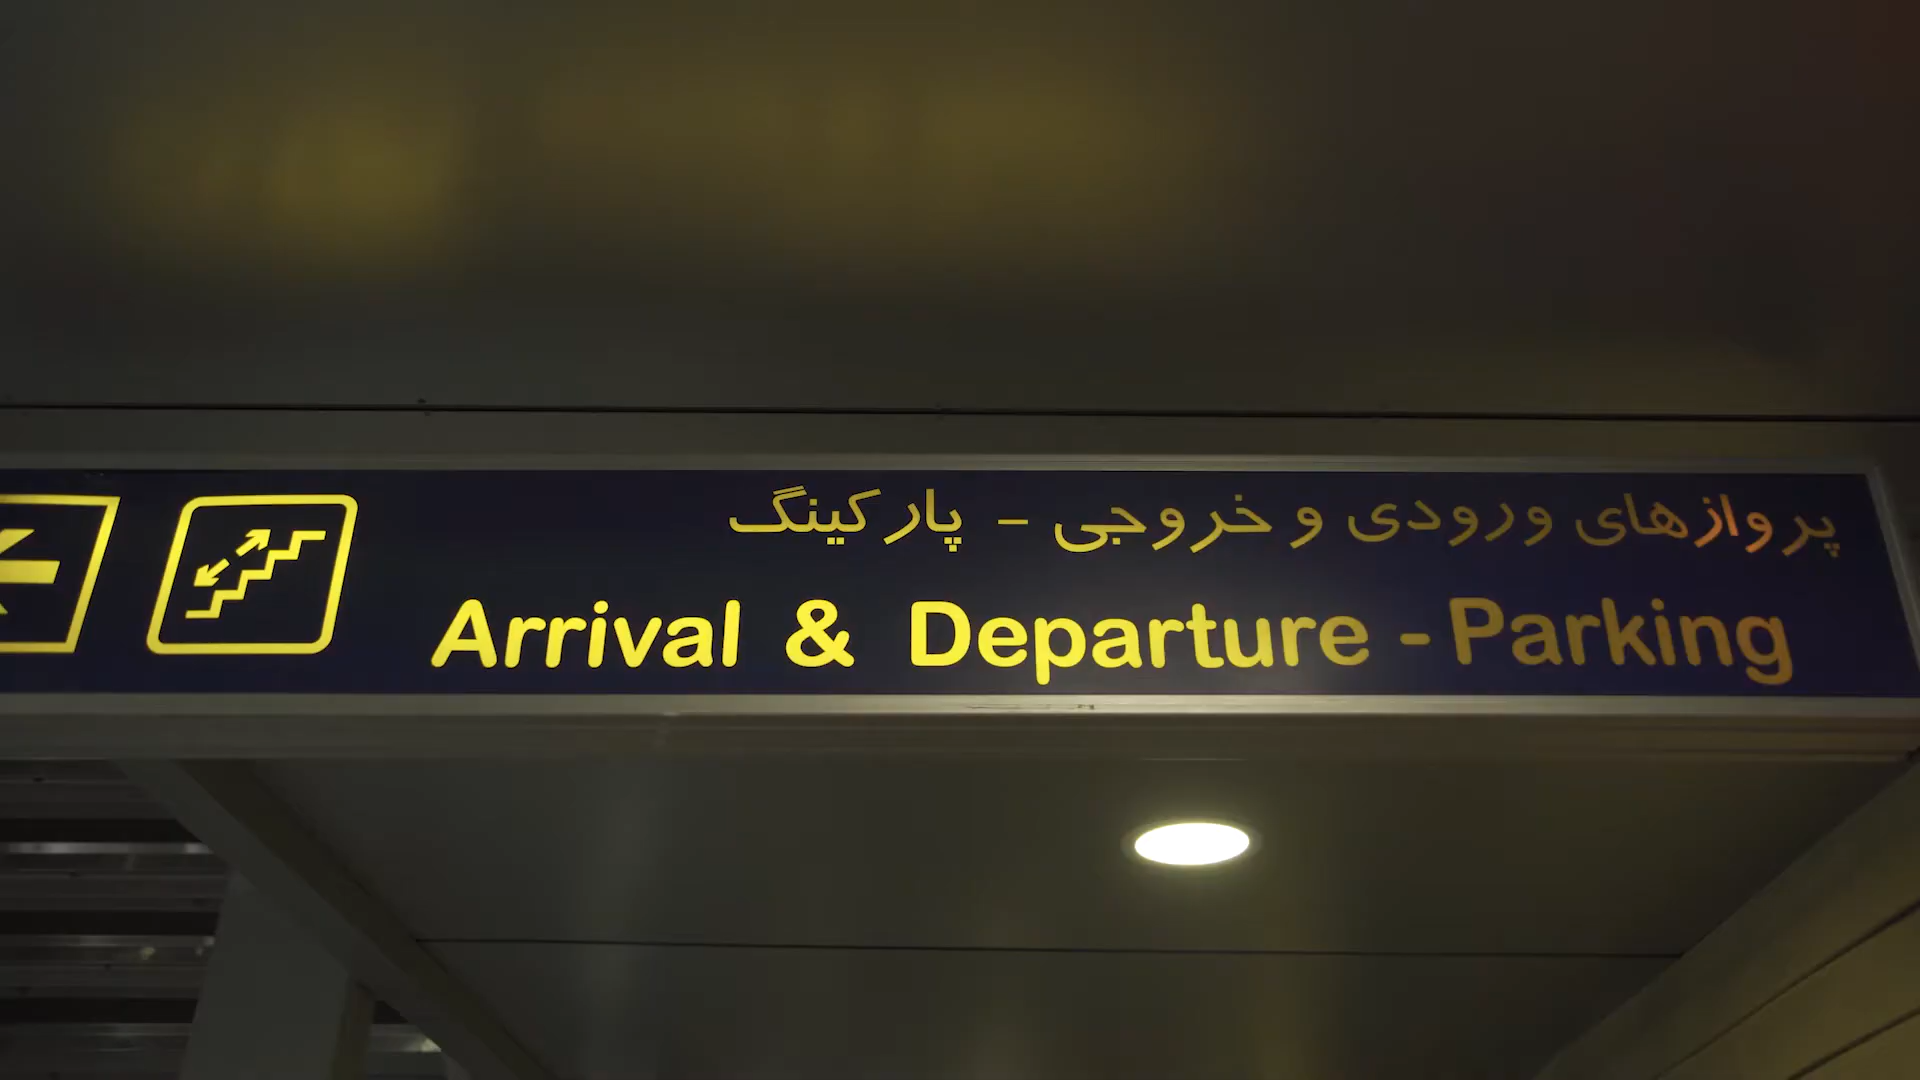 پروازهای ورودی و خروجی - پارکینگ
Arrival & Departure - Parking